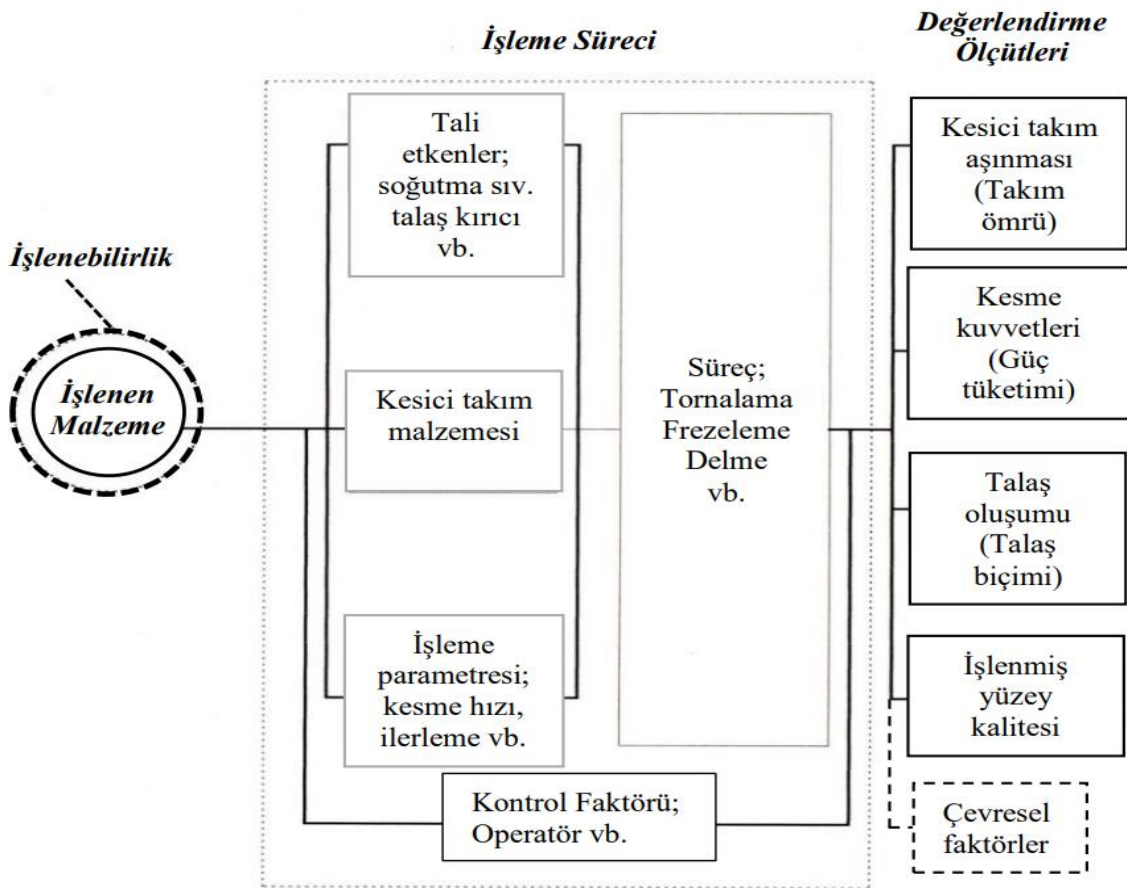 İşleme Süreci
Değerlendirme
Ölçütleri
İşlenebilirlik
İşlenen
Malzeme
Tali
etkenler;
soğutma sıv.
talaş kırıcı
vb.
Kesici takım
malzemesi
İşleme
parametresi;
kesme hızı,
ilerleme vb.
Kontrol Faktörü;
Operatör vb.
Süreç;
Tornalama
Frezeleme
Delme
vb.
Kesici takım
aşınması
(Takım
ömrü)
Kesme
kuvvetleri
(Güç
tüketimi)
Talaş
oluşumu
(Talaş
biçimi)
İşlenmiş
yüzey
kalitesi
Çevresel
faktörler